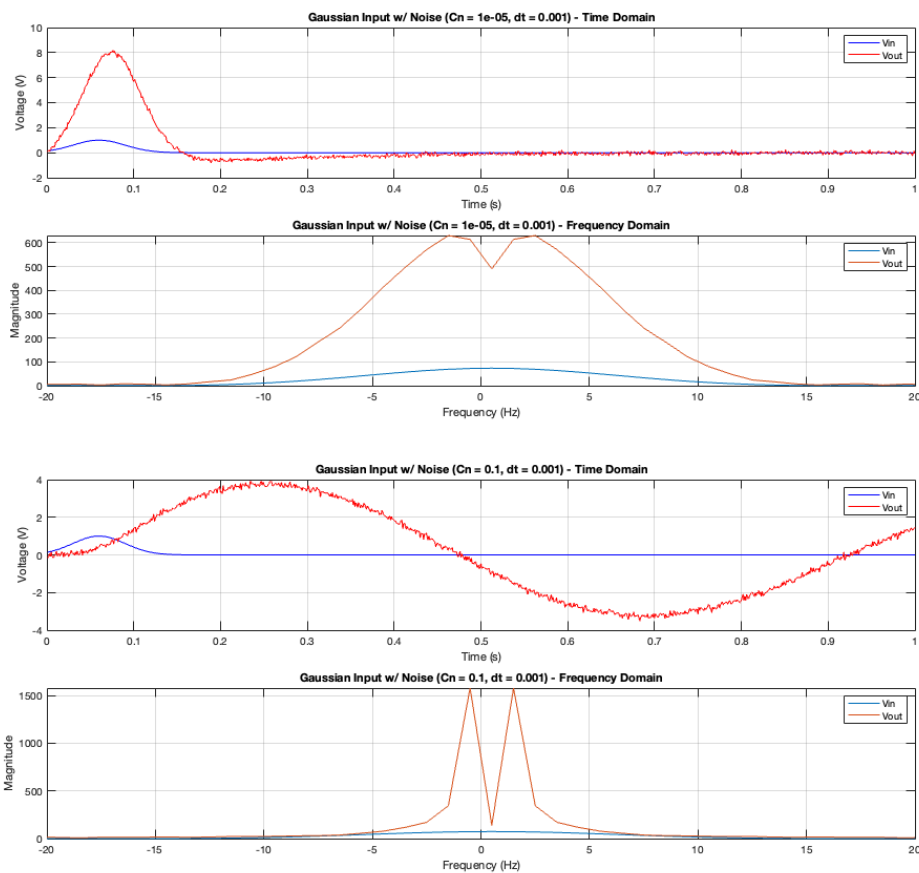 Gaussian Input w/ Noise (Cn = 1e-05, dt = 0.001) - Time Domain
10
8
6
4
2
0
-2
Voltage (V)
Vin
Vout
0 0.1 0.2 0.3 0.4 0.5 0.6 0.7 0.8 0.9 1
Time (s)
Gaussian Input w/ Noise (Cn = 1e-05, dt = 0.001) - Frequency Domain
600
500
400
300
200
100
0
Magnitude
Vin
Vout
-20 -15 -10 -5 0 5 10 15 20
Frequency (Hz)
Gaussian Input w/ Noise (Cn = 0.1, dt = 0.001) - Time Domain
4
2
0
-2
-4
Voltage (V)
Vin
Vout
0 0.1 0.2 0.3 0.4 0.5 0.6 0.7 0.8 0.9 1
Time (s)
Gaussian Input w/ Noise (Cn = 0.1, dt = 0.001) - Frequency Domain
1500
1000
500
0
Magnitude
Vin
Vout
-20 -15 -10 -5 0 5 10 15 20
Frequency (Hz)